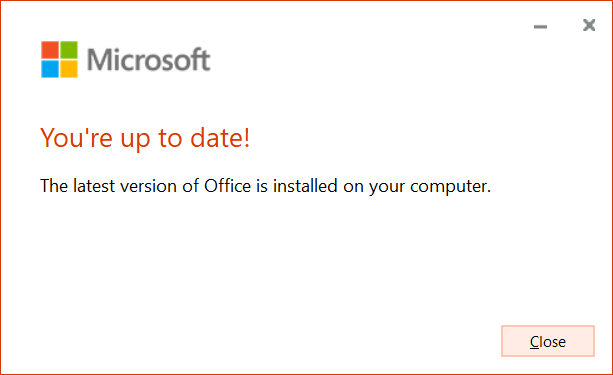 Microsoft
You're up to date!
The latest version of Office is installed on your computer.
Close